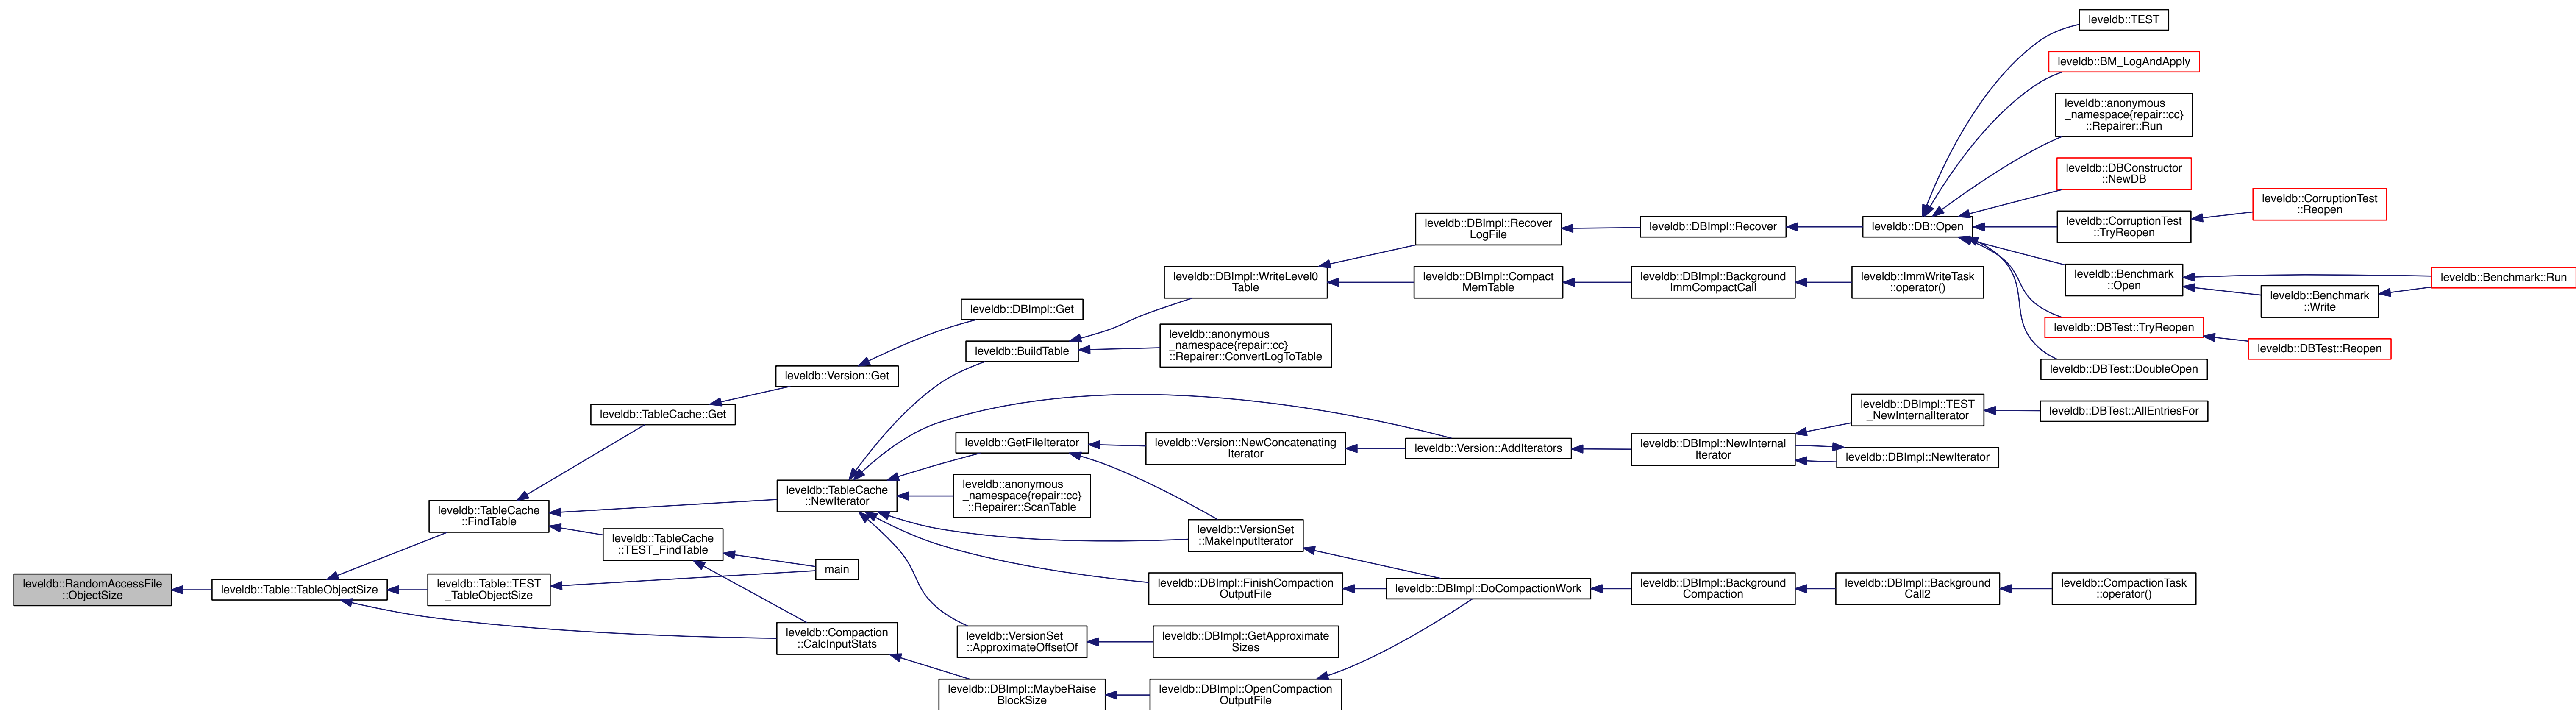 leveldb::TEST
leveldb::BM_LogAndApply
leveldb::anonymous
_namespace{repair::cc}
::Repairer::Run
leveldb::DBConstructor
::NewDB
leveldb::CorruptionTest
::Reopen
leveldb::CorruptionTest
::TryReopen
leveldb::DBImpl::Recover
LogFile
leveldb::DBImpl::Recover
leveldb::DB::Open
leveldb::DBImpl::WriteLevel0
Table
leveldb::DBImpl::Compact
MemTable
leveldb::DBImpl::Background
ImmCompactCall
leveldb::ImmWriteTask
::operator()
leveldb::Benchmark
::Open
leveldb::Benchmark::Run
leveldb::Benchmark
::Write
leveldb::DBImpl::Get
leveldb::DBTest::TryReopen
leveldb::BuildTable
leveldb::anonymous
_namespace{repair::cc}
::Repairer::ConvertLogToTable
leveldb::DBTest::Reopen
leveldb::DBTest::DoubleOpen
leveldb::Version::Get
leveldb::TableCache::Get
leveldb::DBImpl::TEST
_NewInternalIterator
leveldb::DBTest::AllEntriesFor
leveldb::GetFileIterator
leveldb::Version::NewConcatenating
Iterator
leveldb::Version::AddIterators
leveldb::DBImpl::NewInternal
Iterator
leveldb::DBImpl::NewIterator
leveldb::TableCache
::NewIterator
leveldb::anonymous
_namespace{repair::cc}
::Repairer::ScanTable
leveldb::TableCache
::FindTable
leveldb::TableCache
::TEST_FindTable
leveldb::VersionSet
::MakeInputIterator
main
leveldb::RandomAccessFile
::ObjectSize
leveldb::Table::TableObjectSize
leveldb::Table::TEST
_TableObjectSize
leveldb::DBImpl::FinishCompaction
OutputFile
leveldb::DBImpl::DoCompactionWork
leveldb::DBImpl::Background
Compaction
leveldb::DBImpl::Background
Call2
leveldb::CompactionTask
::operator()
leveldb::Compaction
::CalcInputStats
leveldb::VersionSet
::ApproximateOffsetOf
leveldb::DBImpl::GetApproximate
Sizes
leveldb::DBImpl::MaybeRaise
BlockSize
leveldb::DBImpl::OpenCompaction
OutputFile